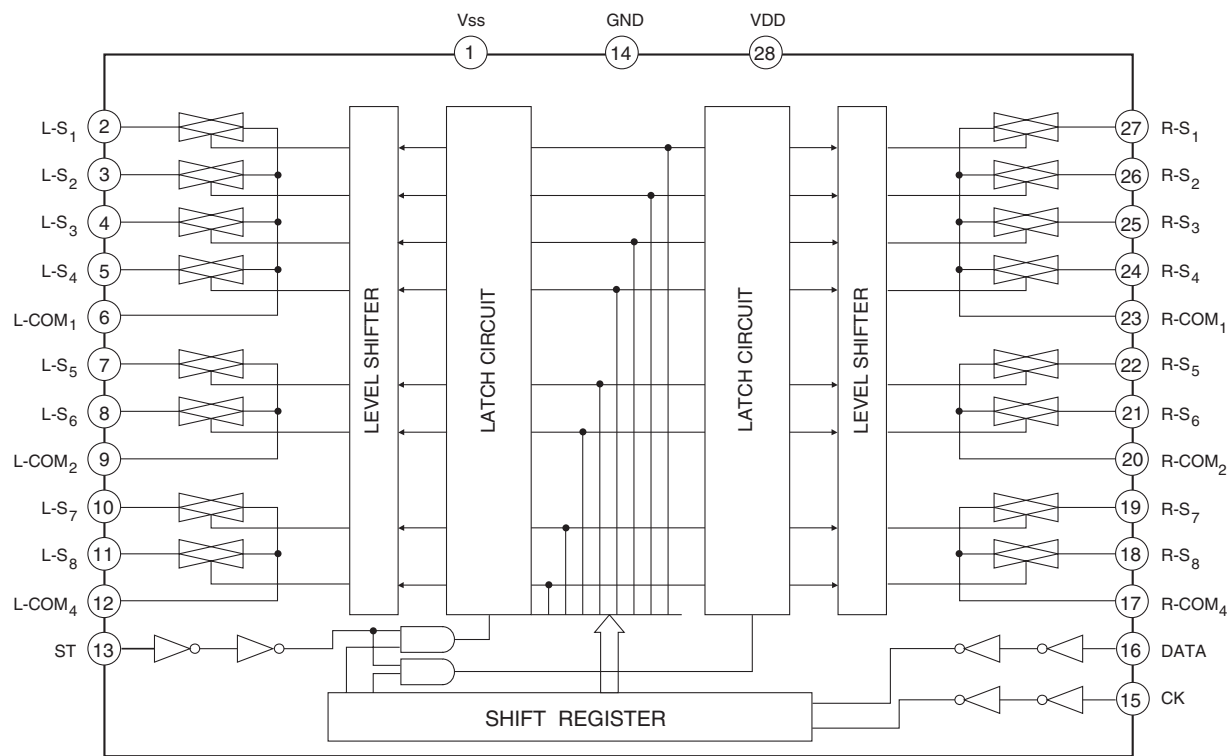 Vss GND VDD
1 14 28
L-S1 2 27 R-S1
L-S2 3 26 R-S2
L-S3 4 25 R-S3
L-S4 5 24 R-S4
L-COM1 6 23 R-COM1
L-S5 7 22 R-S5
L-S6 8 21 R-S6
L-COM2 9 20 R-COM2
L-S7 10 19 R-S7
L-S8 11 18 R-S8
L-COM4 12 17 R-COM4
ST 13 16 DATA
15 CK
LEVEL SHIFTER
LATCH CIRCUIT
LATCH CIRCUIT
LEVEL SHIFTER
SHIFT REGISTER